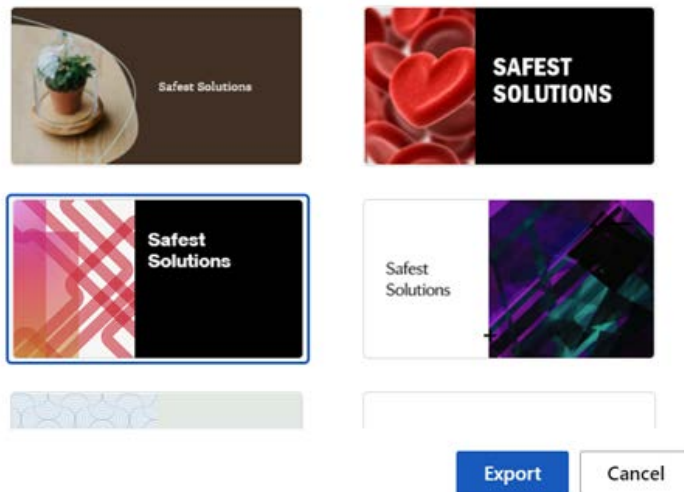 Safest Solutions
SAFEST
SOLUTIONS
Safest
Solutions
Safest
Solutions
Export
Cancel